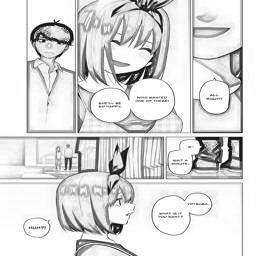 SHE'LL BE
SO HAPPY.
NINO WANTED
ONE OF THESE!
ALL
RIGHT!
WAIT A
MINUTE.
YOTSUBA.
WHAT IS IT
YOU WANT?
HUH?!